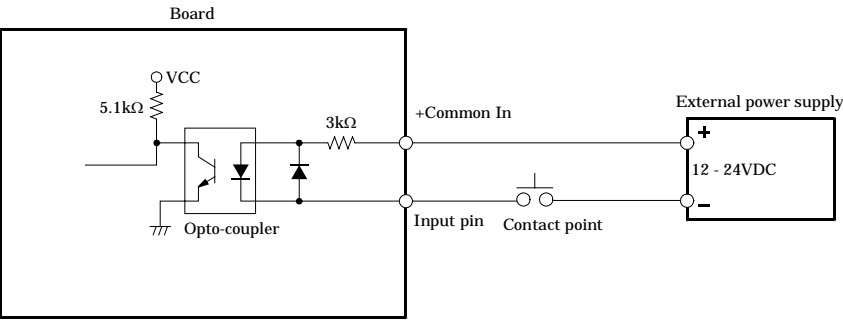 Board
VCC
5.1kΩ
3kΩ
+Common In
External power supply
+
12 - 24VDC
−
Input pin
Contact point
Opto-coupler